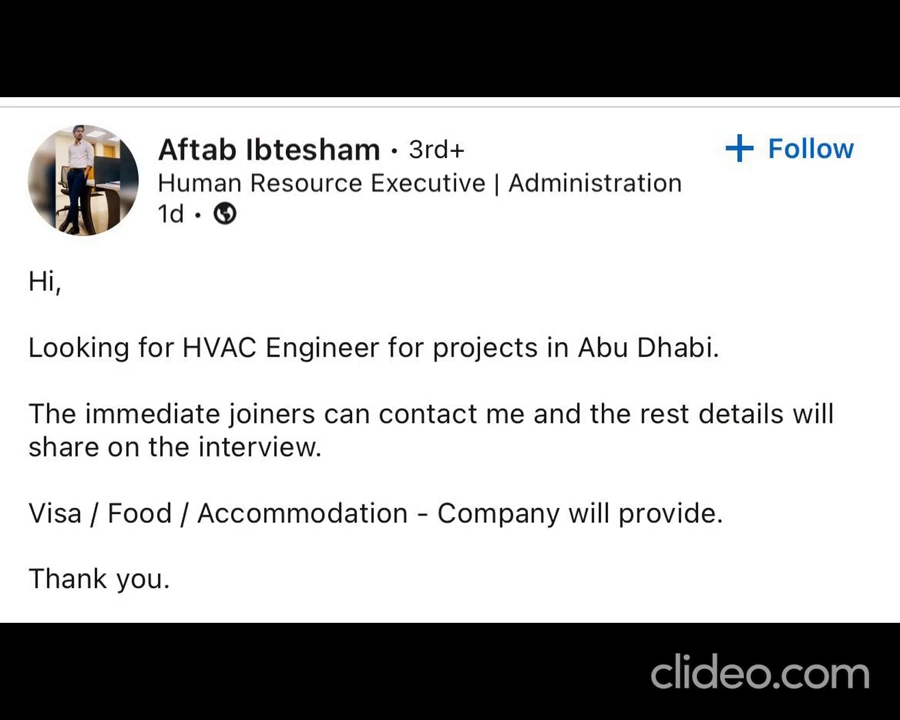 Aftab Ibtesham · 3rd+
+ Follow
Human Resource Executive | Administration
1d ·
Hi,
Looking for HVAC Engineer for projects in Abu Dhabi.
The immediate joiners can contact me and the rest details will
share on the interview.
Visa / Food / Accommodation - Company will provide.
Thank you.
clideo.com